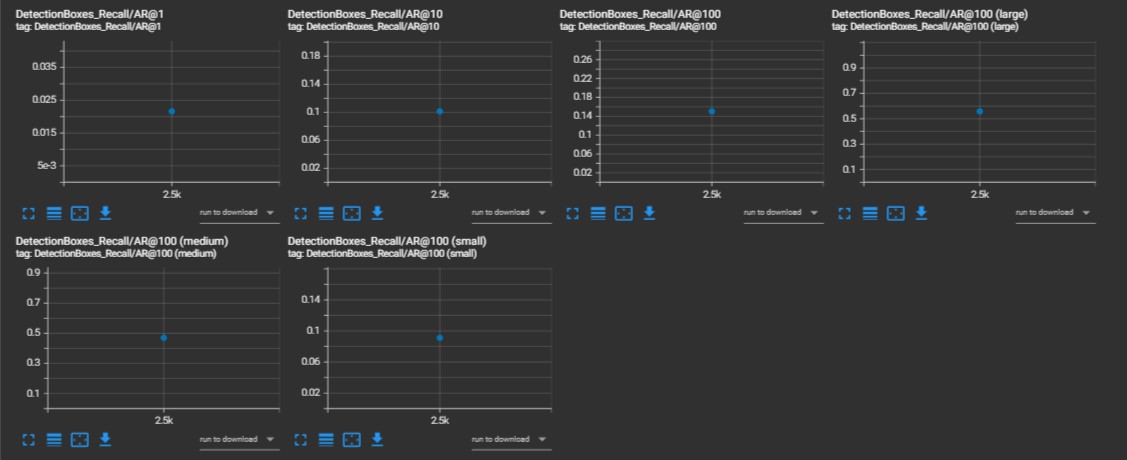 DetectionBoxes_Recall/AR@1
tag: DetectionBoxes_Recall/AR@1
0.035
0.025
0.015
5e-3
2.5k
run to download
DetectionBoxes_Recall/AR@10
tag: DetectionBoxes_Recall/AR@10
0.18
0.14
0.1
0.06
0.02
2.5k
run to download
DetectionBoxes_Recall/AR@100
tag: DetectionBoxes_Recall/AR@100
0.26
0.22
0.18
0.14
0.1
0.06
0.02
2.5k
run to download
DetectionBoxes_Recall/AR@100 (large)
tag: DetectionBoxes_Recall/AR@100 (large)
0.9
0.7
0.5
0.3
0.1
2.5k
run to download
DetectionBoxes_Recall/AR@100 (medium)
tag: DetectionBoxes_Recall/AR@100 (medium)
0.9
0.7
0.5
0.3
0.1
2.5k
run to download
DetectionBoxes_Recall/AR@100 (small)
tag: DetectionBoxes_Recall/AR@100 (small)
0.14
0.1
0.06
0.02
2.5k
run to download